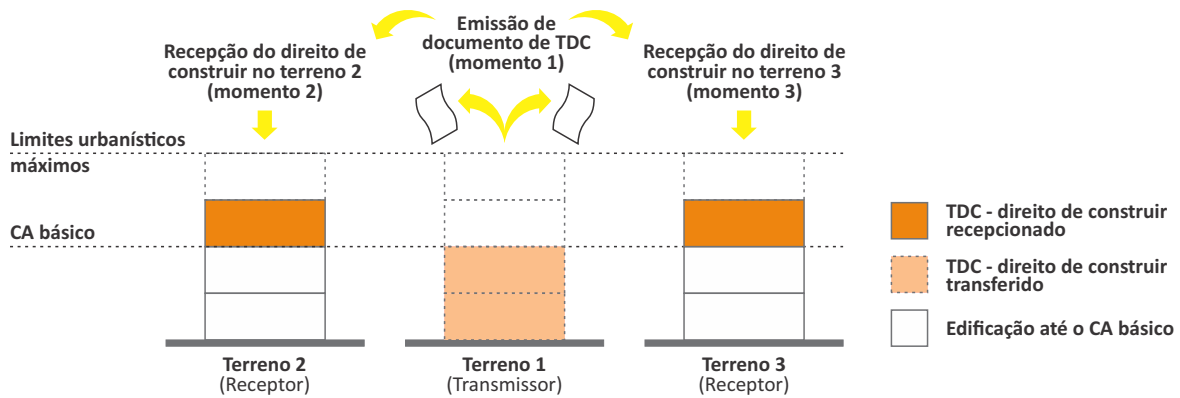 Emissão de
documento de TDC
(momento 1)
Recepção do direito de
construir no terreno 2
(momento 2)
Recepção do direito de
construir no terreno 3
(momento 3)
Limites urbanísticos
máximos
CA básico
TDC - direito de construir
recepcionado
TDC - direito de construir
transferido
Edificação até o CA básico
Terreno 2
(Receptor)
Terreno 1
(Transmissor)
Terreno 3
(Receptor)